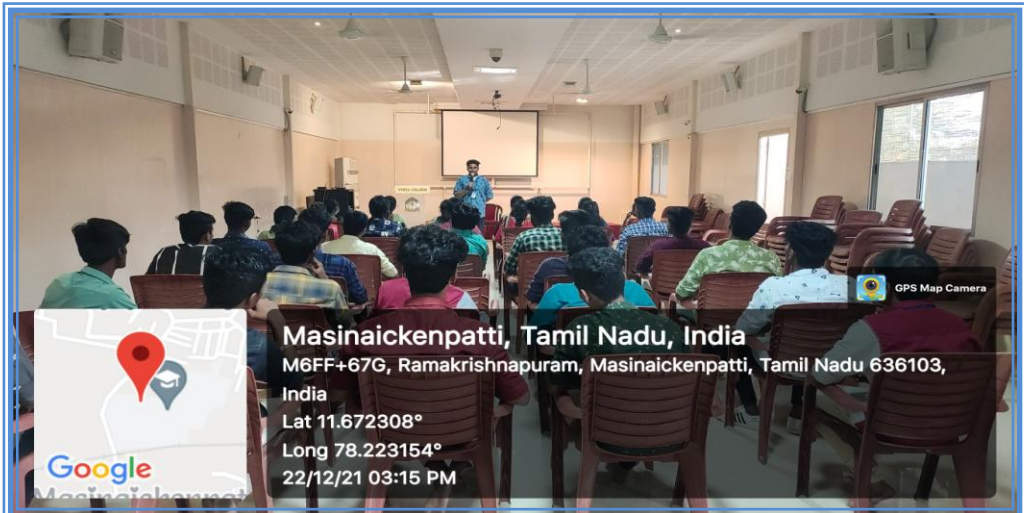 GPS Map Camera
Masinaickenpatti, Tamil Nadu, India
M6FF+67G, Ramakrishnapuram, Masinaickenpatti, Tamil Nadu 636103,
India
Lat 11.672308°
Long 78.223154°
22/12/21 03:15 PM
Google